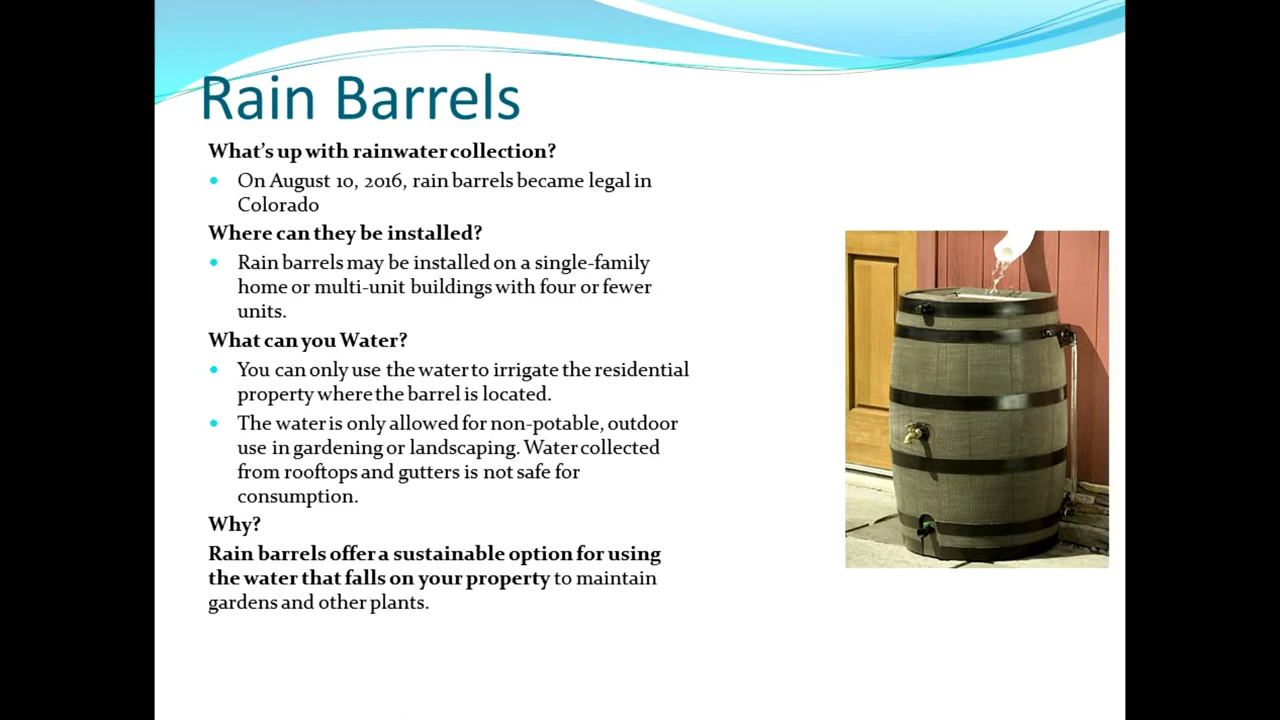 Rain Barrels
What's up with rainwater collection?
On August 10, 2016, rain barrels became legal in
Colorado
Where can they be installed?
Rain barrels may be installed on a single-family
home or multi-unit buildings with four or fewer
units.
What can you Water?
You can only use the water to irrigate the residential
property where the barrel is located.
The water is only allowed for non-potable, outdoor
use in gardening or landscaping. Water collected
from rooftops and gutters is not safe for
consumption.
Why?
Rain barrels offer a sustainable option for using
the water that falls on your property to maintain
gardens and other plants.